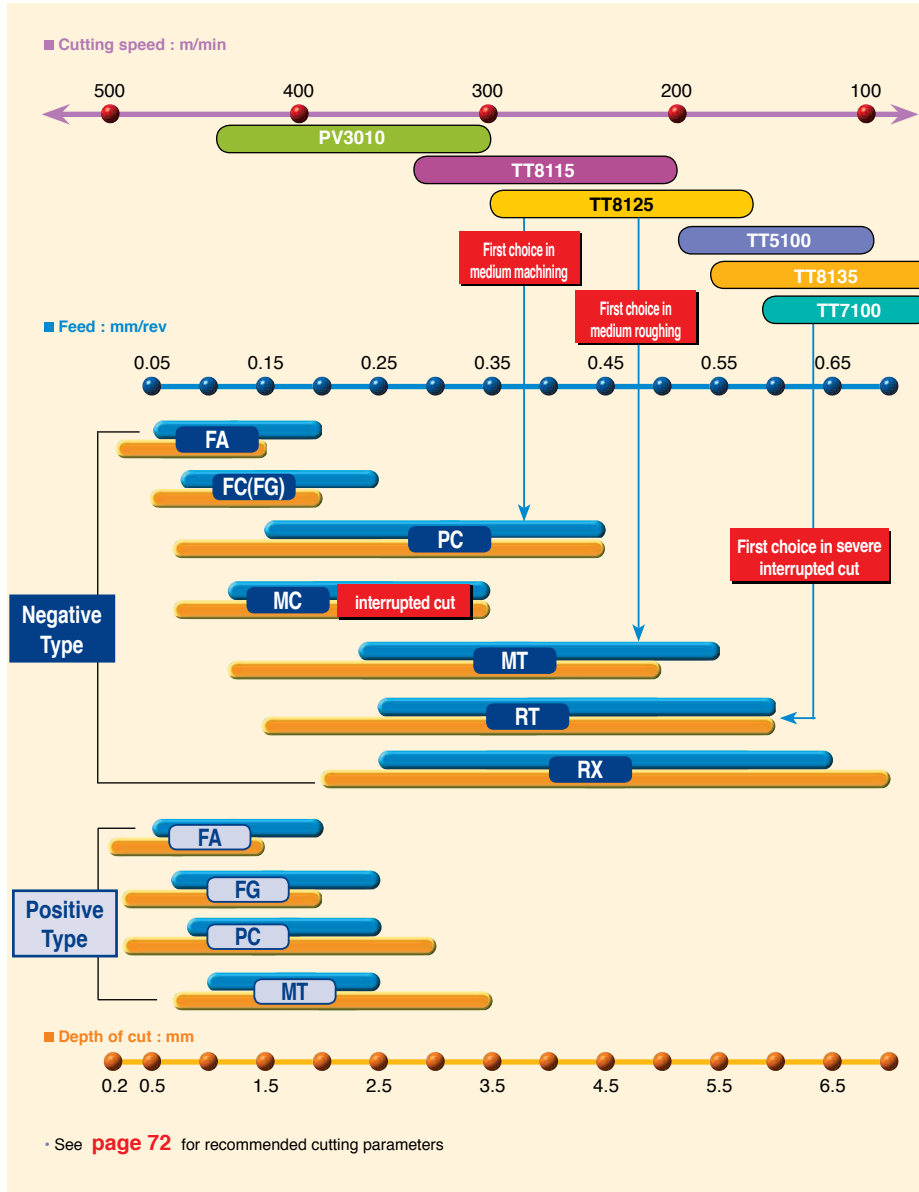 Cutting speed : m/min
500 400 300 200 100
PV3010
TT8115
TT8125
TT5100
TT8135
TT7100
First choice in
medium machining
First choice in
medium roughing
Feed : mm/rev
0.05 0.15 0.25 0.35 0.45 0.55 0.65
FA
FC(FG)
PC
First choice in severe
interrupted cut
MC
interrupted cut
Negative
Type
MT
RT
RX
FA
FG
Positive
Type
PC
MT
Depth of cut : mm
0.2 0.5 1.5 2.5 3.5 4.5 5.5 6.5
· See page 72 for recommended cutting parameters